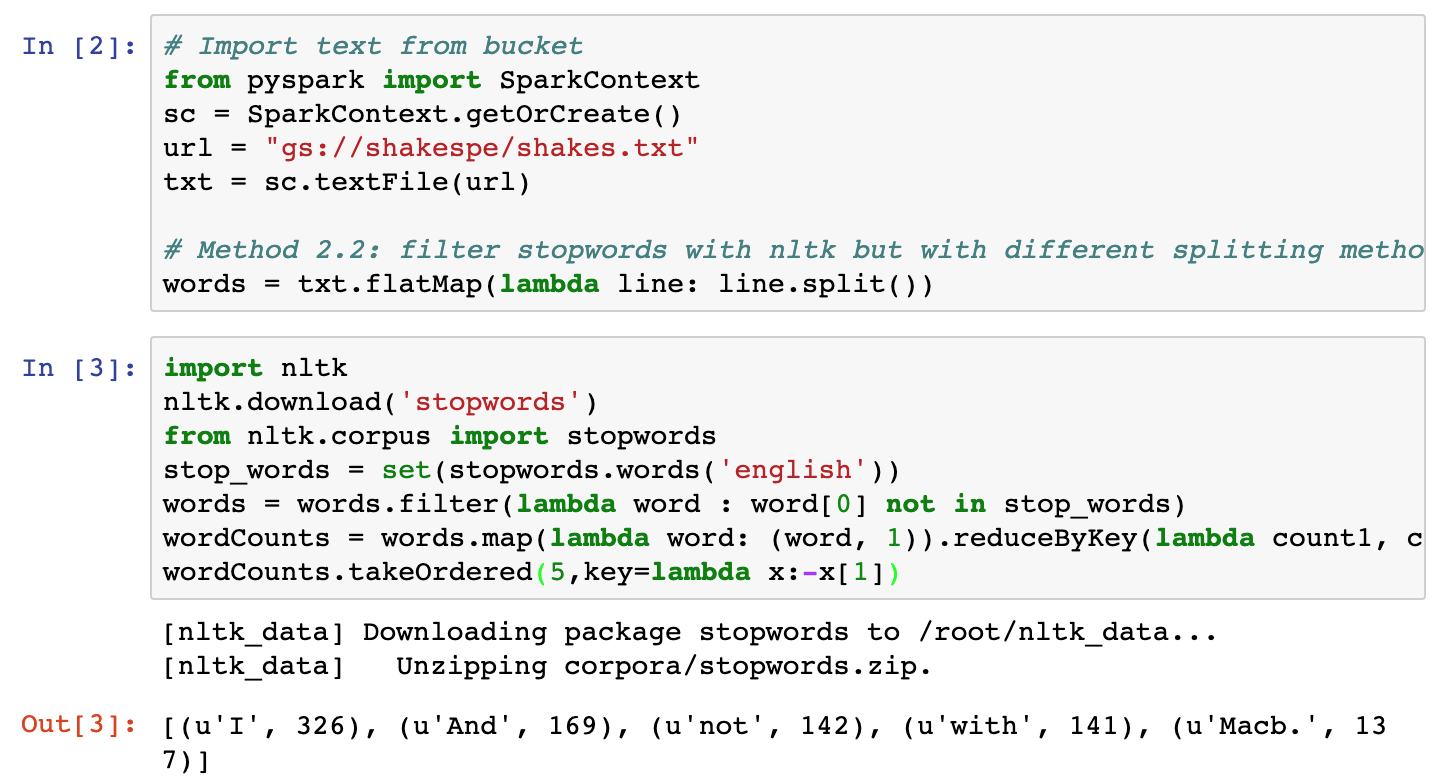 In [2]:
# Import text from bucket
from pyspark import SparkContext
sc = SparkContext.getOrCreate()
url = "gs://shakespe/shakes.txt"
txt = sc.textFile(url)
# Method 2.2: filter stopwords with nltk but with different splitting metho
words = txt.flatMap(lambda line: line.split())
In [3]:
import nltk
nltk.download('stopwords')
from nltk.corpus import stopwords
stop_words = set(stopwords.words('english'))
words = words.filter(lambda word : word[0] not in stop_words)
wordCounts = words.map(lambda word: (word, 1)).reduceByKey(lambda count1, c
wordCounts.takeOrdered(5,key=lambda x:-x[1])
[nltk_data] Downloading package stopwords to /root/nltk_data...
[nltk_data]   Unzipping corpora/stopwords.zip.
Out[3]:
[(u'I', 326), (u'And', 169), (u'not', 142), (u'with', 141), (u'Macb.', 13
7)]